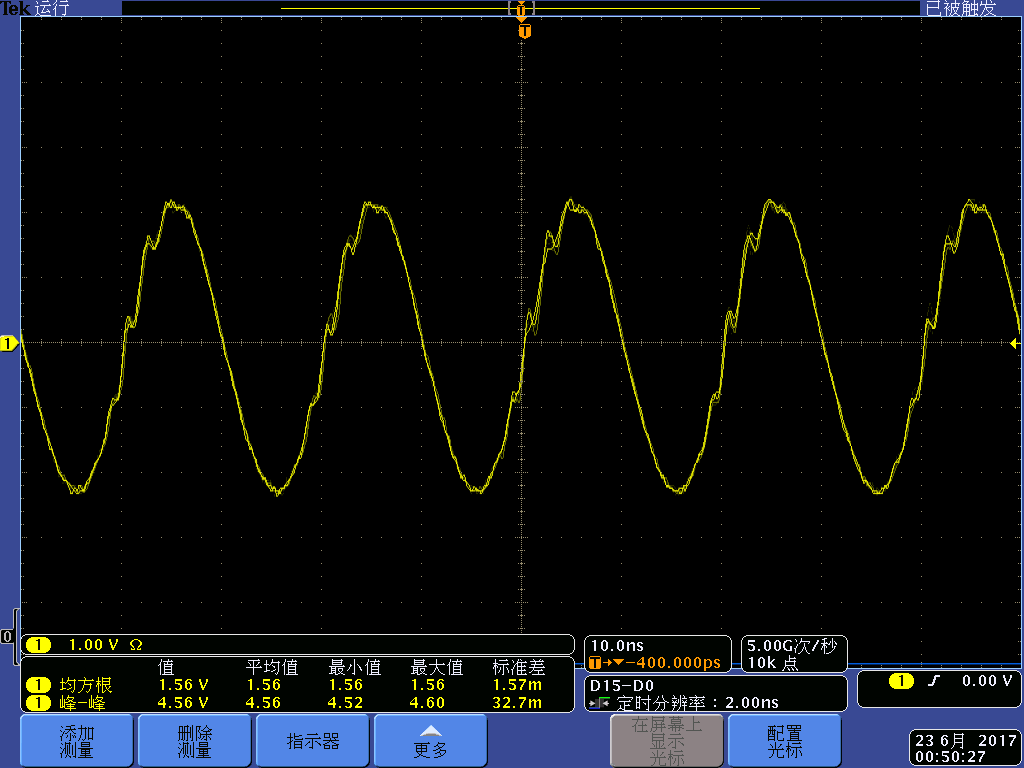 Tek 运行 T 已被触发
T
1
0
1 1.00 V Ω
10.0ns
T→▼−400.000ps
5.00G次/秒
10k 点
值 平均值 最小值 最大值 标准差
1 均方根 1.56 V 1.56 1.56 1.56 1.57m
1 峰-峰 4.56 V 4.56 4.52 4.60 32.7m
D15-D0
定时分辨率：2.00ns
1 0.00 V
添加
测量
删除
测量
指示器
更多
在屏幕上
显示
光标
配置
光标
23 6月 2017
00:50:27